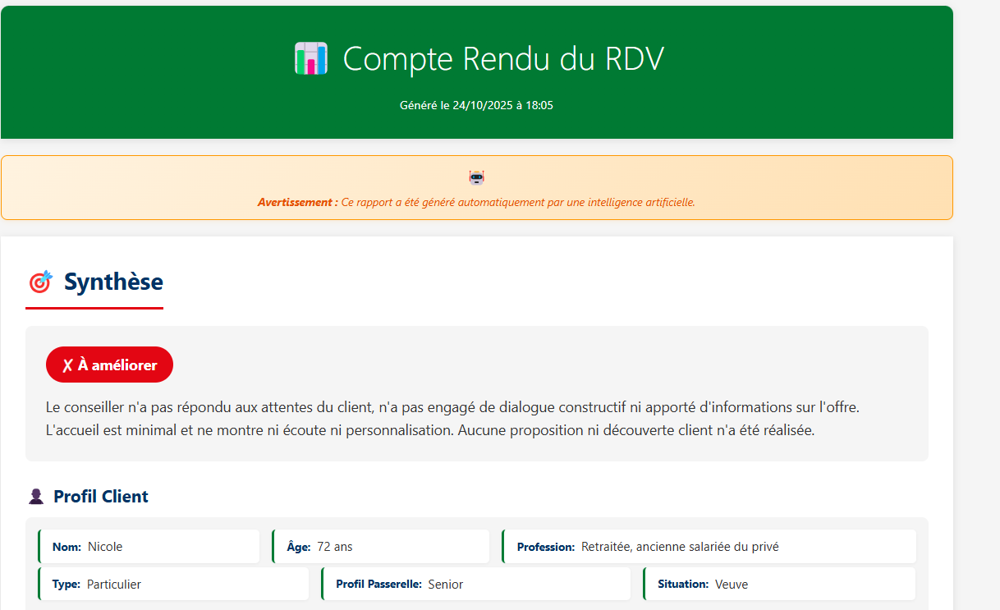 Compte Rendu du RDV
Généré le 24/10/2025 à 18:05
Avertissement : Ce rapport a été généré automatiquement par une intelligence artificielle.
Synthèse
✗ À améliorer
Le conseiller n'a pas répondu aux attentes du client, n'a pas engagé de dialogue constructif ni apporté d'informations sur l'offre.
L'accueil est minimal et ne montre ni écoute ni personnalisation. Aucune proposition ni découverte client n'a été réalisée.
Profil Client
Nom: Nicole
Âge: 72 ans
Profession: Retraitée, ancienne salariée du privé
Type: Particulier
Profil Passerelle: Senior
Situation: Veuve